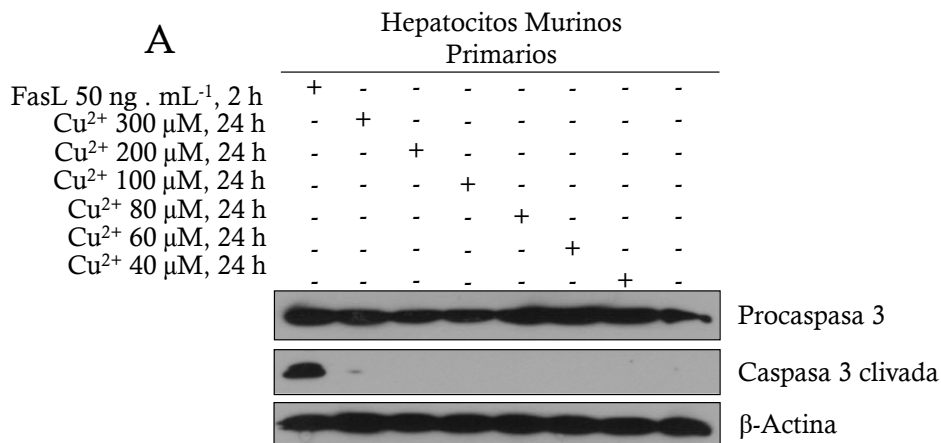 A
Hepatocitos Murinos
Primarios
FasL 50 ng . mL⁻¹, 2 h + - - - - - - -
Cu²⁺ 300 µM, 24 h - + - - - - - -
Cu²⁺ 200 µM, 24 h - - + - - - - -
Cu²⁺ 100 µM, 24 h - - - + - - - -
Cu²⁺ 80 µM, 24 h - - - - + - - -
Cu²⁺ 60 µM, 24 h - - - - - + - -
Cu²⁺ 40 µM, 24 h - - - - - - + -
Procaspasa 3
Caspasa 3 clivada
β-Actina